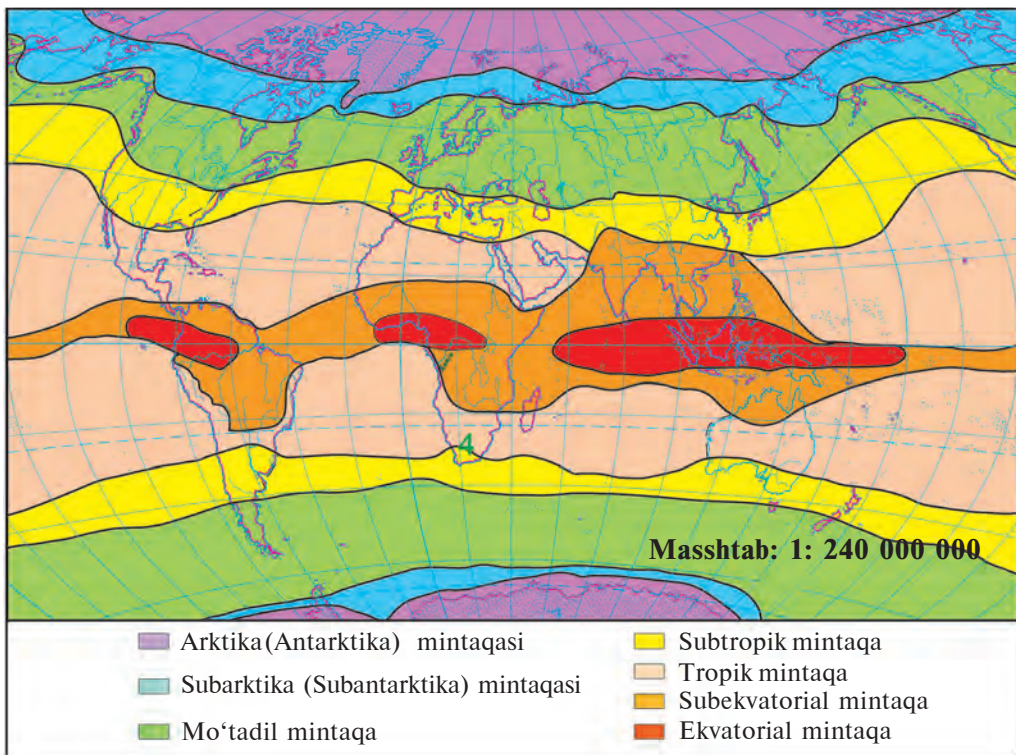 4
Masshtab: 1: 240 000 000
Arktika (Antarktika) mintaqasi
Subarktika (Subantarktika) mintaqasi
Mo‘tadil mintaqa
Subtropik mintaqa
Tropik mintaqa
Subekvatorial mintaqa
Ekvatorial mintaqa